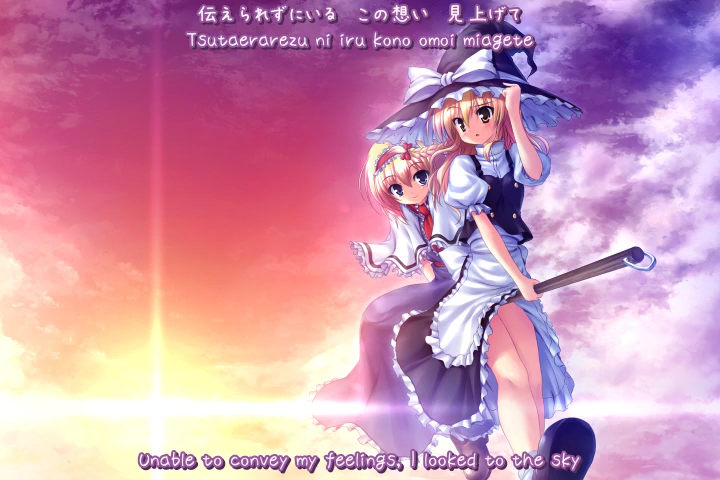 伝えられずにいる　この想い　見上げて
Tsutaerarezu ni iru kono omoi miagete
Unable to convey my feelings, I looked to the sky